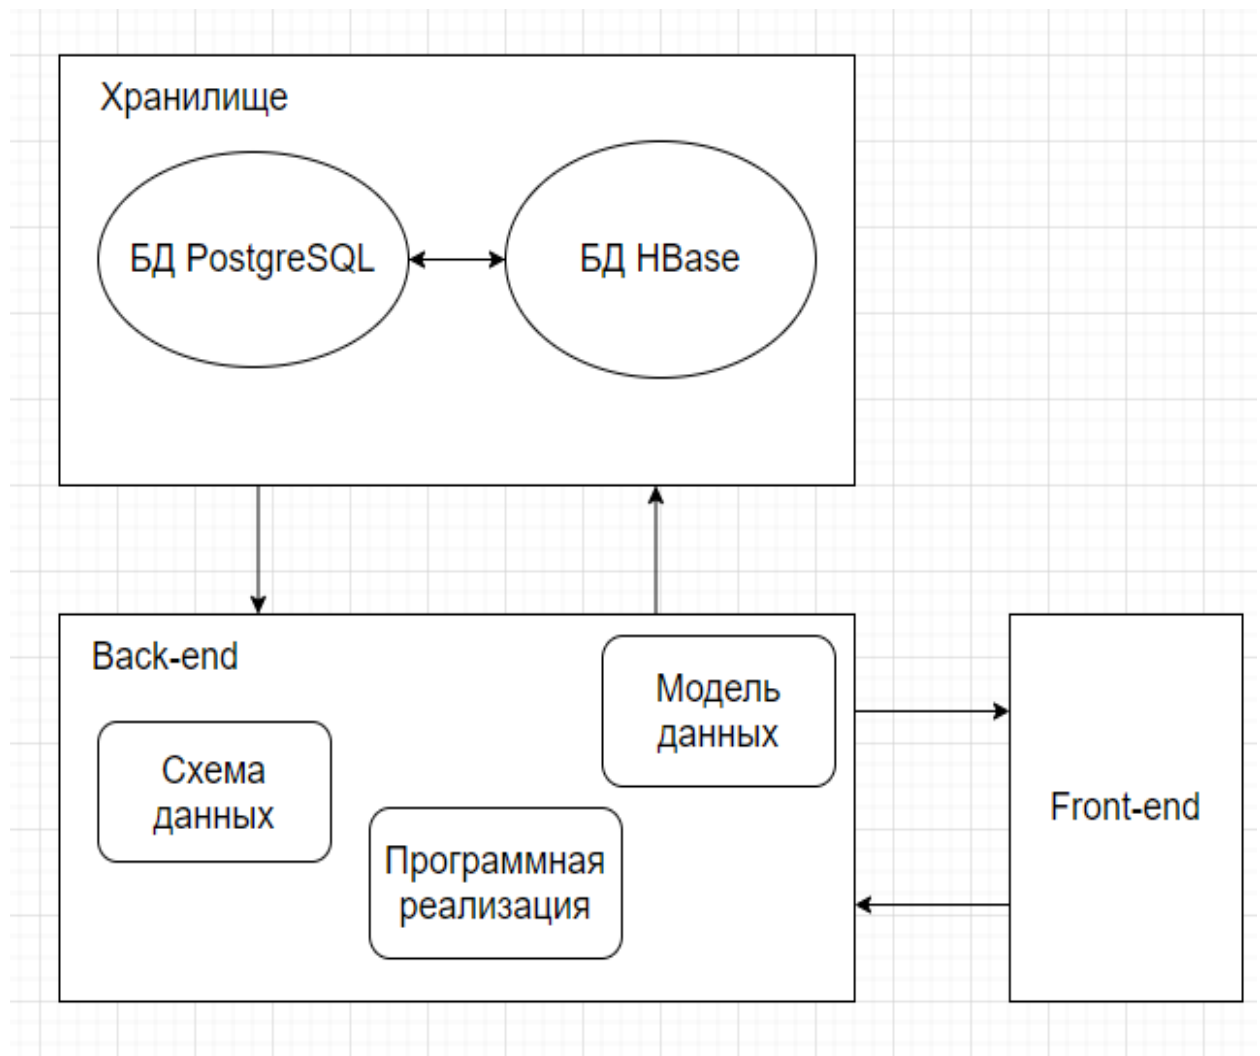 Хранилище
БД PostgreSQL
БД HBase
Back-end
Модель
данных
Схема
данных
Программная
реализация
Front-end